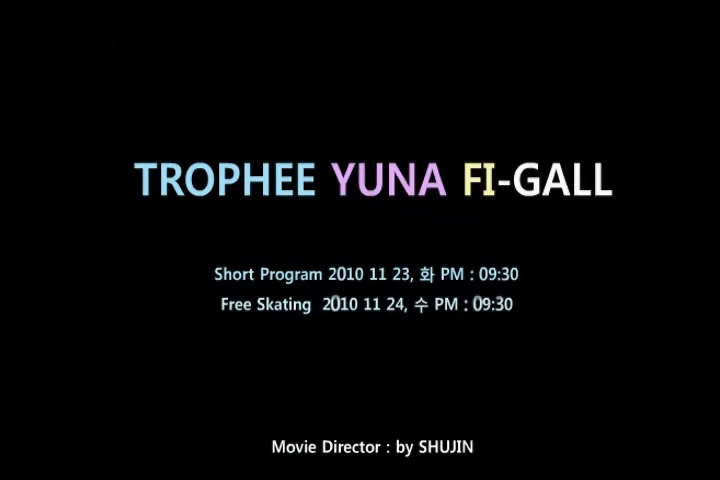 TROPHEE YUNA FI-GALL
Short Program 2010 11 23, 화 PM : 09:30
Free Skating 2010 11 24, 수 PM : 09:30
Movie Director : by SHUJIN